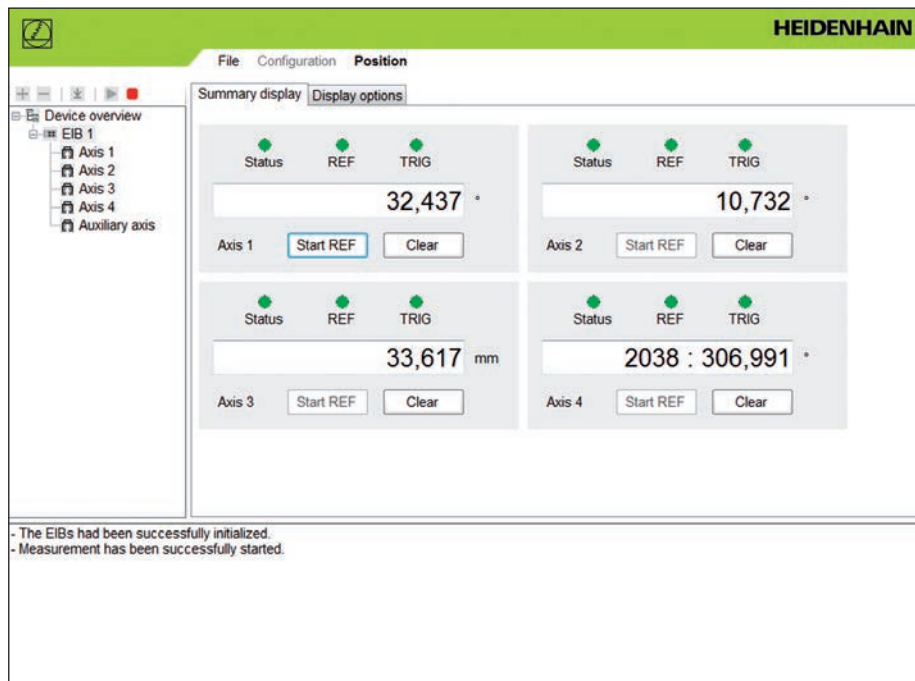 HEIDENHAIN
File Configuration Position
Summary display Display options
Device overview
EIB 1
Axis 1
Axis 2
Axis 3
Axis 4
Auxiliary axis
Status REF TRIG
32,437 °
Axis 1 Start REF Clear
Status REF TRIG
10,732 °
Axis 2 Start REF Clear
Status REF TRIG
33,617 mm
Axis 3 Start REF Clear
Status REF TRIG
2038 : 306,991 °
Axis 4 Start REF Clear
- The EIBs had been successfully initialized.
- Measurement has been successfully started.